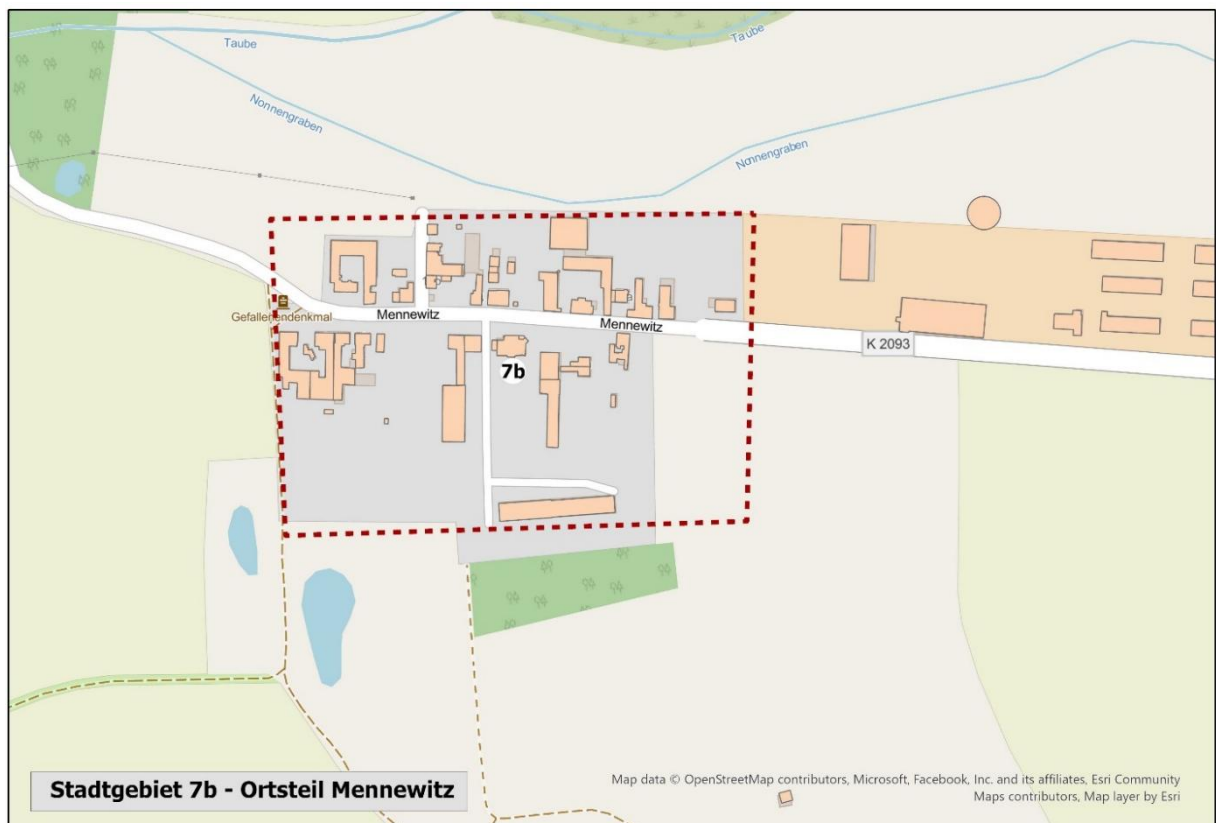 Taube
Taube
Nonnengraben
Nonnengraben
Gefallenendenkmal
Mennewitz
Mennewitz
K 2093
7b
Stadtgebiet 7b - Ortsteil Mennewitz
Map data © OpenStreetMap contributors, Microsoft, Facebook, Inc. and its affiliates, Esri Community
Maps contributors, Map layer by Esri